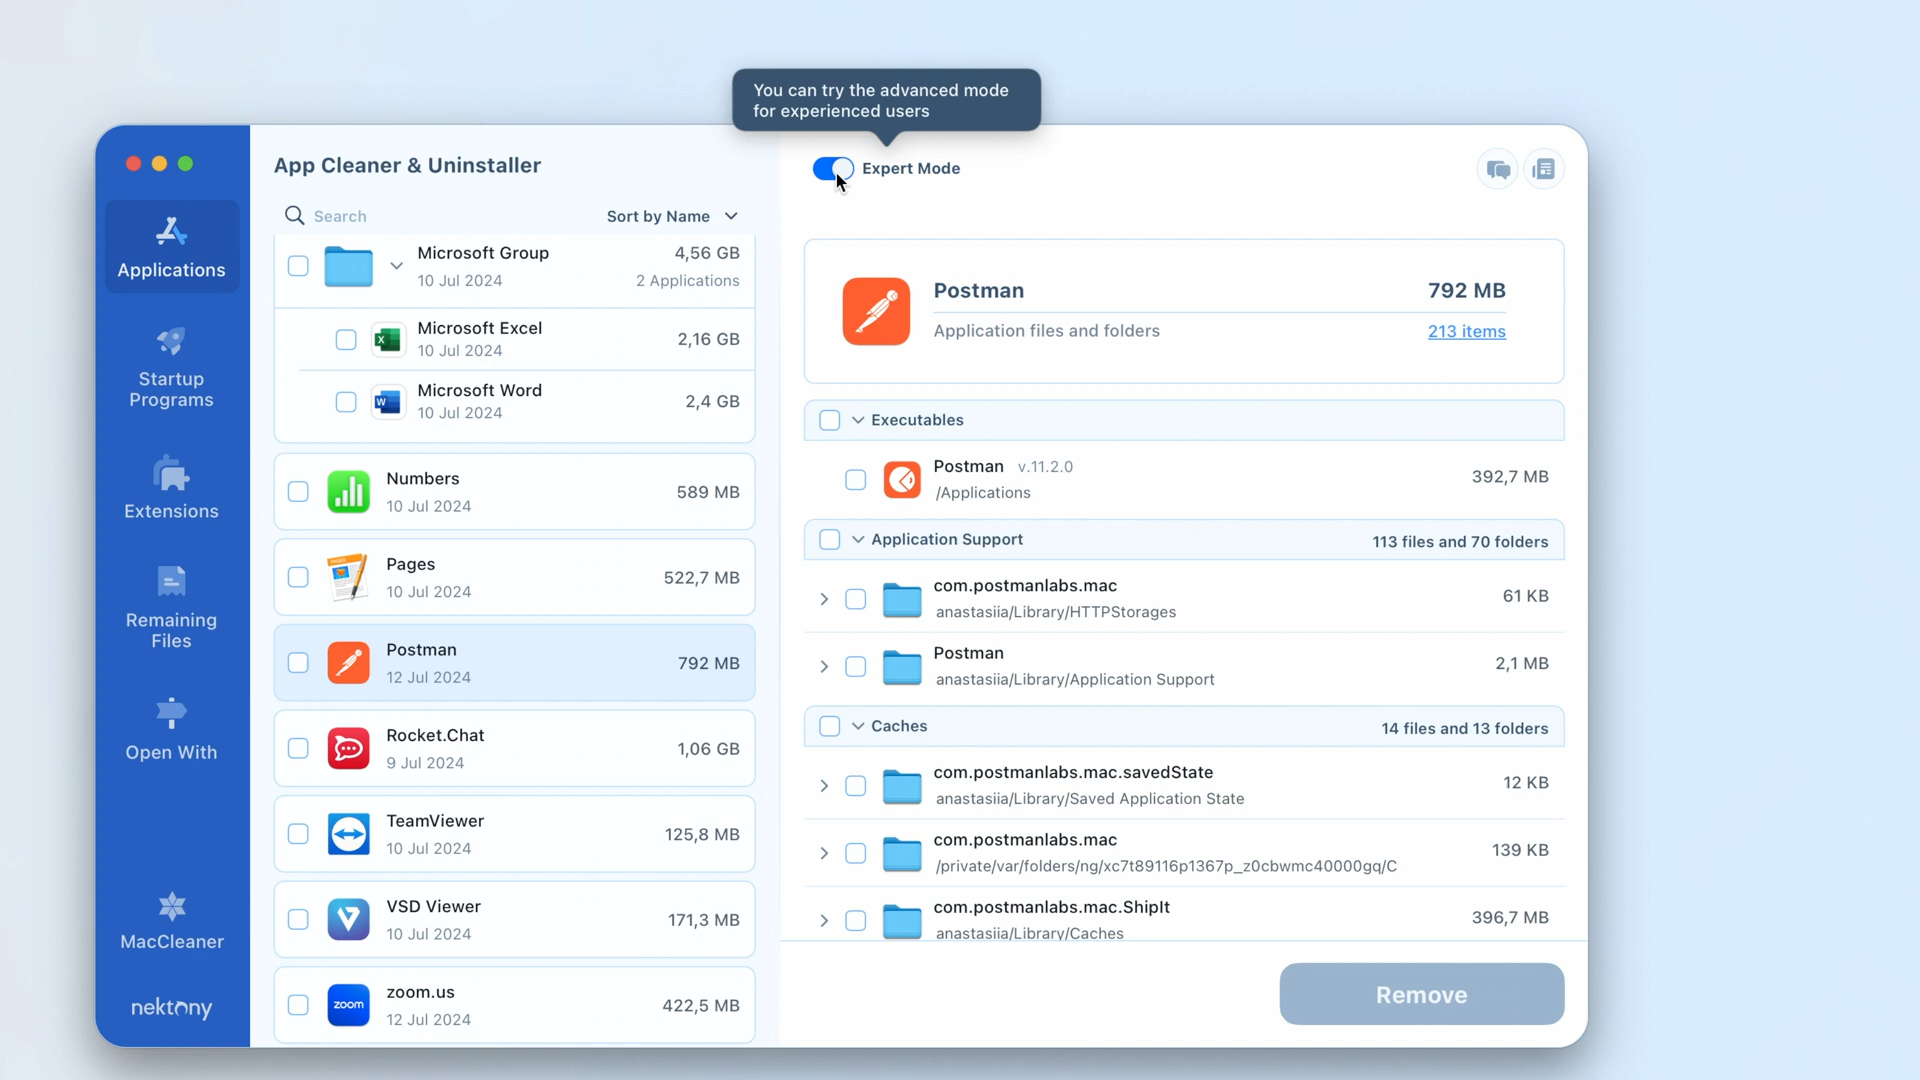 You can try the advanced mode
for experienced users
App Cleaner & Uninstaller
Expert Mode
Search
Sort by Name
Applications
Startup
Programs
Extensions
Remaining
Files
Open With
MacCleaner
nektony
Microsoft Group
4,56 GB
10 Jul 2024
2 Applications
Microsoft Excel
10 Jul 2024
2,16 GB
Microsoft Word
10 Jul 2024
2,4 GB
Numbers
10 Jul 2024
589 MB
Pages
10 Jul 2024
522,7 MB
Postman
12 Jul 2024
792 MB
Rocket.Chat
9 Jul 2024
1,06 GB
TeamViewer
10 Jul 2024
125,8 MB
VSD Viewer
10 Jul 2024
171,3 MB
zoom
zoom.us
12 Jul 2024
422,5 MB
Postman
792 MB
Application files and folders
213 items
Executables
Postman v.11.2.0
/Applications
392,7 MB
Application Support
113 files and 70 folders
com.postmanlabs.mac
anastasiia/Library/HTTPStorages
61 KB
Postman
anastasiia/Library/Application Support
2,1 MB
Caches
14 files and 13 folders
com.postmanlabs.mac.savedState
anastasiia/Library/Saved Application State
12 KB
com.postmanlabs.mac
/private/var/folders/ng/xc7t89116p1367p_z0cbwmc40000gq/C
139 KB
com.postmanlabs.mac.ShipIt
anastasiia/Library/Caches
396,7 MB
Remove